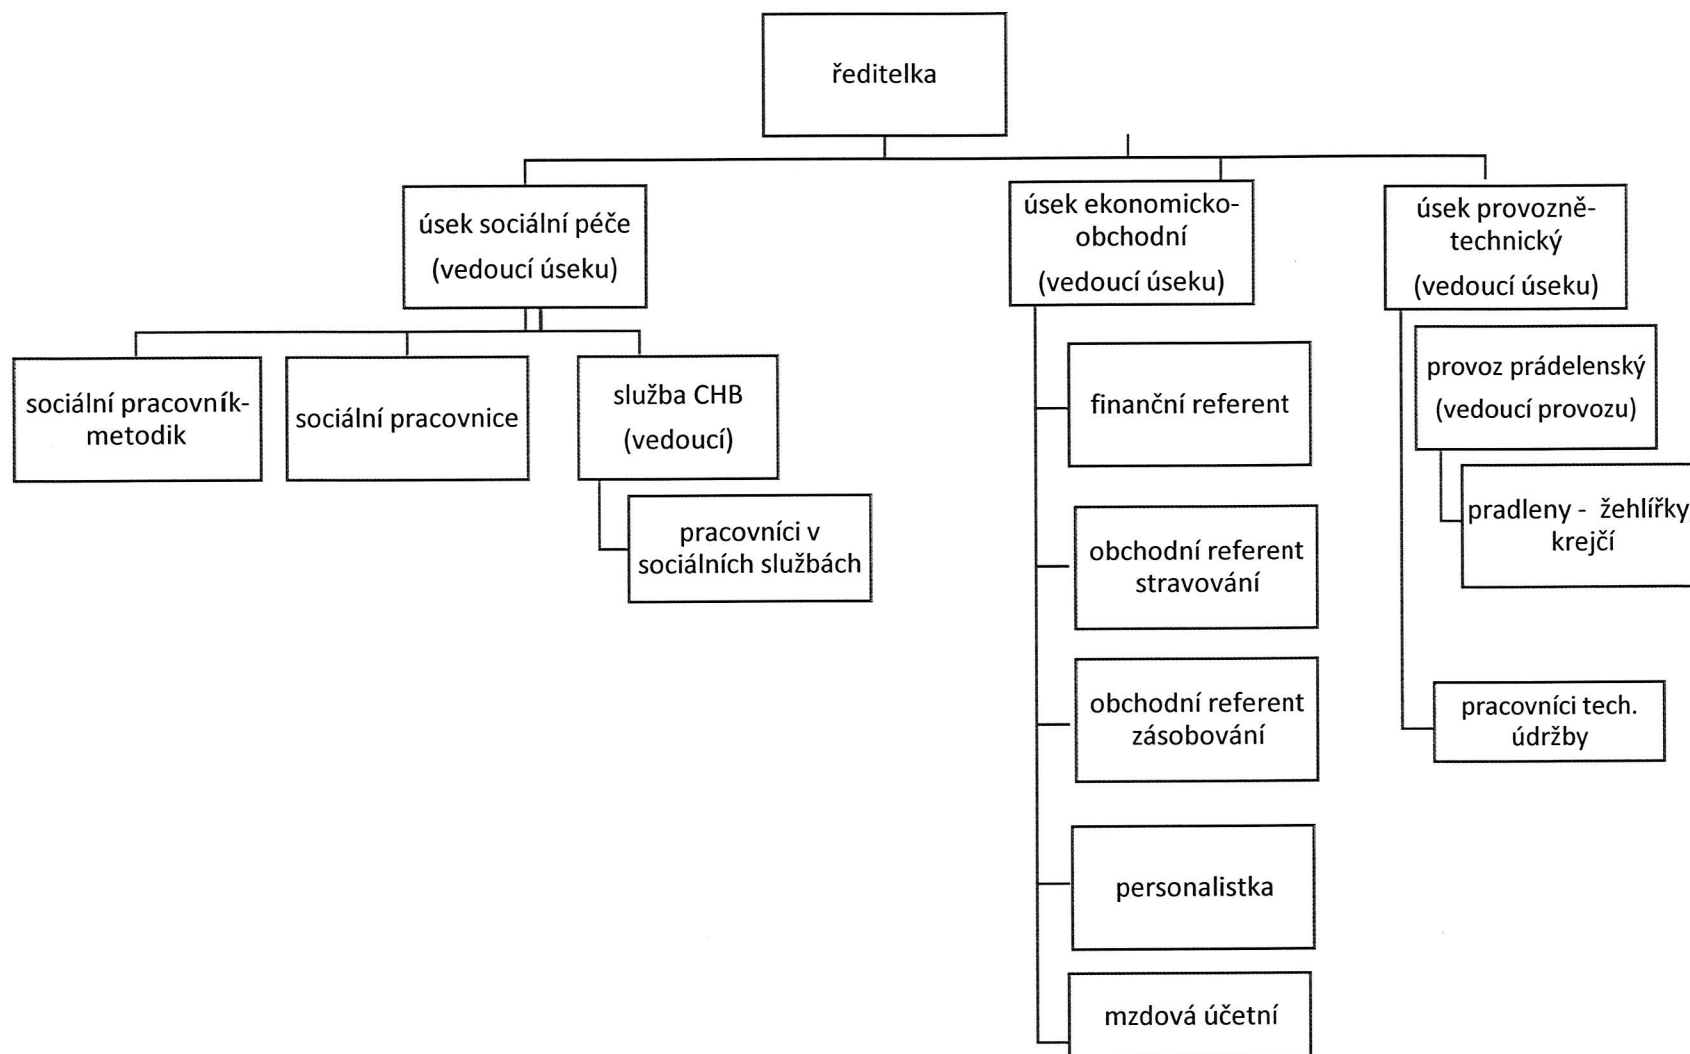 ředitelka
úsek sociální péče
(vedoucí úseku)
úsek ekonomicko-
obchodní
(vedoucí úseku)
úsek provozně-
technický
(vedoucí úseku)
sociální pracovník-
metodik
sociální pracovnice
služba CHB
(vedoucí)
pracovníci v
sociálních službách
finanční referent
obchodní referent
stravování
obchodní referent
zásobování
personalistka
mzdová účetní
provoz prádelenský
(vedoucí provozu)
pradleny - žehlířky
krejčí
pracovníci tech.
údržby